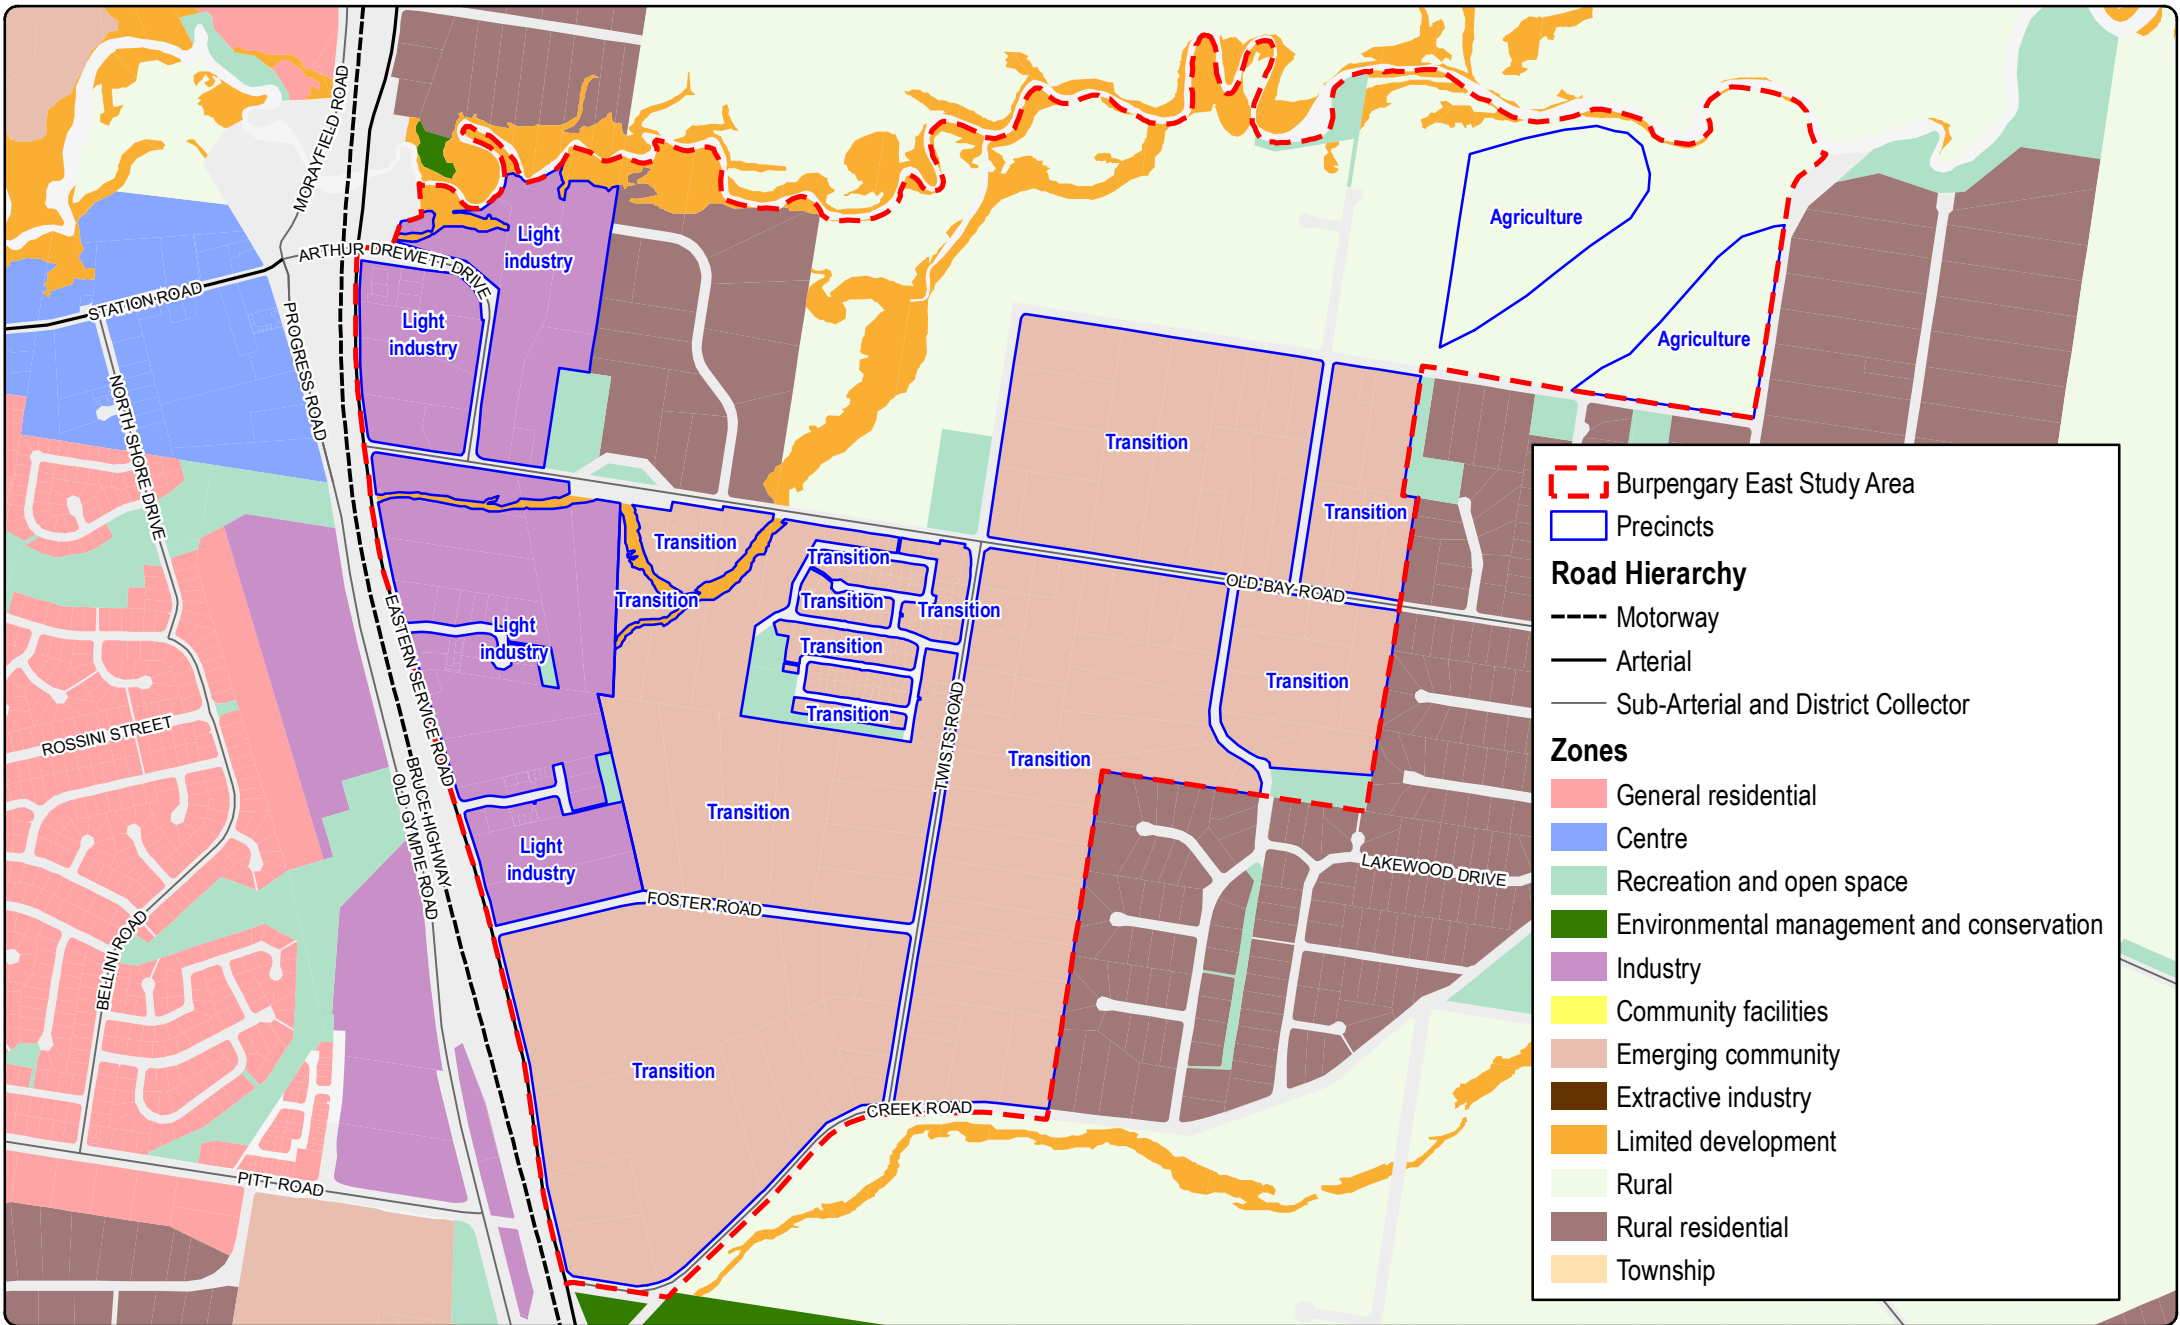 MORAYFIELD ROAD
ARTHUR DREWETT DRIVE
STATION ROAD
PROGRESS ROAD
NORTH SHORE DRIVE
Light
industry
Light
industry
Agriculture
Agriculture
Transition
Transition
Transition
Transition
Transition
Transition
Transition
Transition
Transition
OLD BAY ROAD
Light
industry
EASTERN SERVICE ROAD
BRUCE HIGHWAY
OLD GYMPIE ROAD
ROSSINI STREET
TWISTS ROAD
Transition
Transition
Transition
Light
industry
LAKEWOOD DRIVE
FOSTER ROAD
BELLINI ROAD
Transition
CREEK ROAD
PITT ROAD
Burpengary East Study Area
Precincts
Road Hierarchy
Motorway
Arterial
Sub-Arterial and District Collector
Zones
General residential
Centre
Recreation and open space
Environmental management and conservation
Industry
Community facilities
Emerging community
Extractive industry
Limited development
Rural
Rural residential
Township